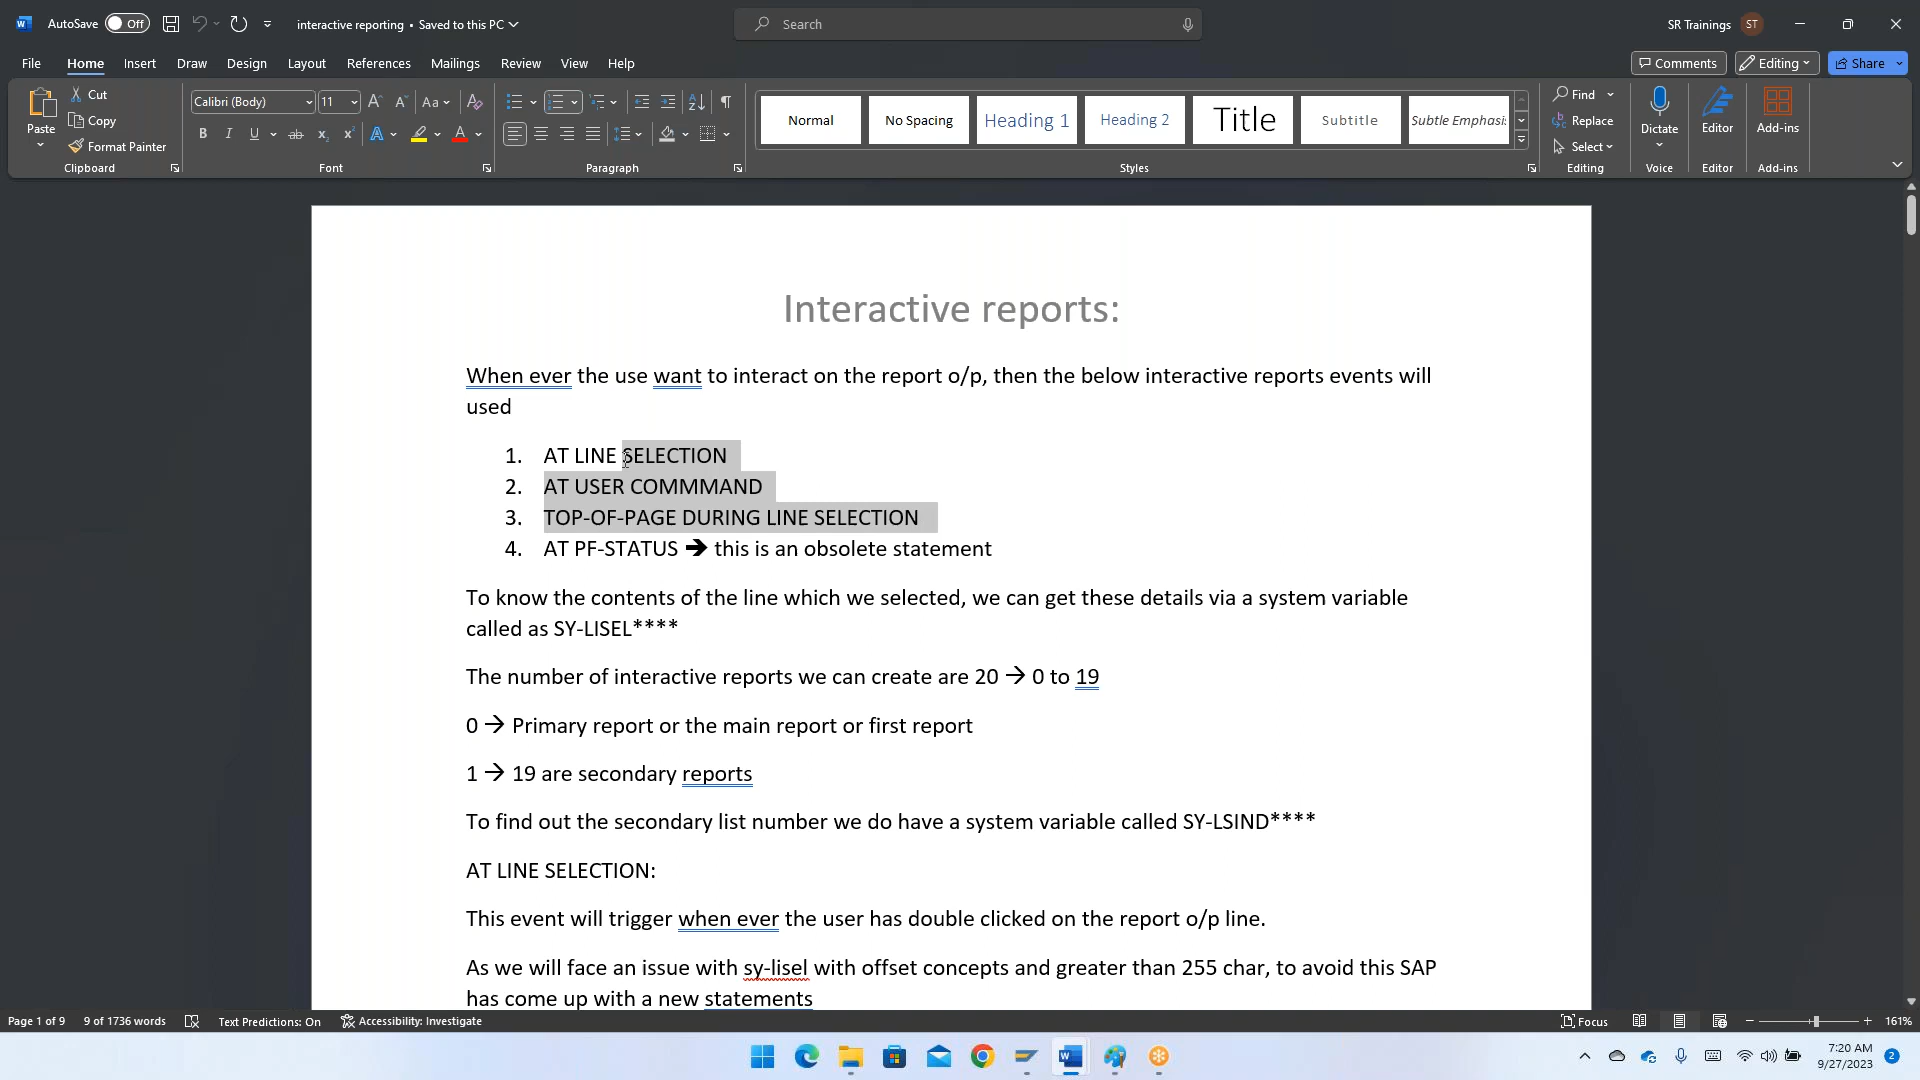 AutoSave Off interactive reporting • Saved to this PC Search SR Trainings ST
File Home Insert Draw Design Layout References Mailings Review View Help Comments Editing Share
Paste Cut Copy Format Painter Clipboard
Calibri (Body) 11 Aa Font
Paragraph
Normal No Spacing Heading 1 Heading 2 Title Subtitle Subtle Emphasi: Styles
Find Replace Select Editing
Dictate Voice
Editor Editor
Add-ins Add-ins
Interactive reports:
When ever the use want to interact on the report o/p, then the below interactive reports events will
used
1. AT LINE SELECTION
2. AT USER COMMMAND
3. TOP-OF-PAGE DURING LINE SELECTION
4. AT PF-STATUS ➔ this is an obsolete statement
To know the contents of the line which we selected, we can get these details via a system variable
called as SY-LISEL****
The number of interactive reports we can create are 20 → 0 to 19
0 → Primary report or the main report or first report
1 → 19 are secondary reports
To find out the secondary list number we do have a system variable called SY-LSIND****
AT LINE SELECTION:
This event will trigger when ever the user has double clicked on the report o/p line.
As we will face an issue with sy-lisel with offset concepts and greater than 255 char, to avoid this SAP
has come up with a new statements
Page 1 of 9 9 of 1736 words Text Predictions: On Accessibility: Investigate Focus 161%
7:20 AM
9/27/2023 2